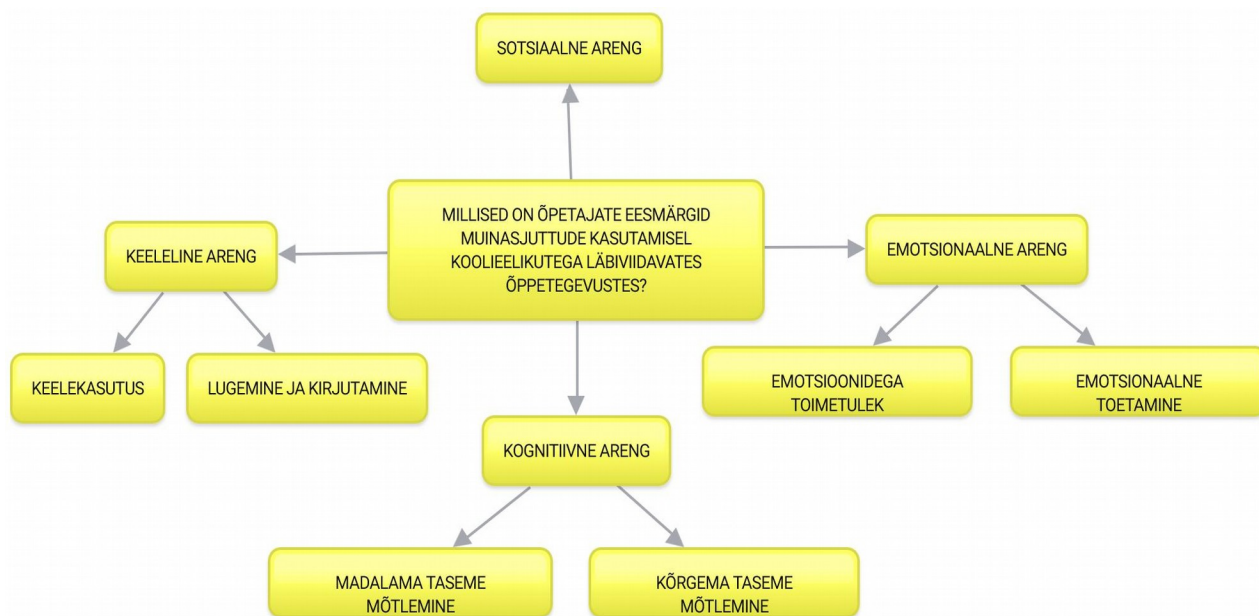 SOTSIAALNE ARENG
MILLISED ON ÕPETAJATE EESMÄRGID
MUINASJUTTUDE KASUTAMISEL
KOOLIEELIKUTEGA LÄBIVIIDAVATES
ÕPPETEGEVUSTES?
KEELELINE ARENG
EMOTSIONAALNE ARENG
KEELEKASUTUS
LUGEMINE JA KIRJUTAMINE
EMOTSIOONIDEGA
TOIMETULEK
EMOTSIONAALNE
TOETAMINE
KOGNITIIVNE ARENG
MADALAMA TASEME
MÕTLEMINE
KÕRGEMA TASEME
MÕTLEMINE